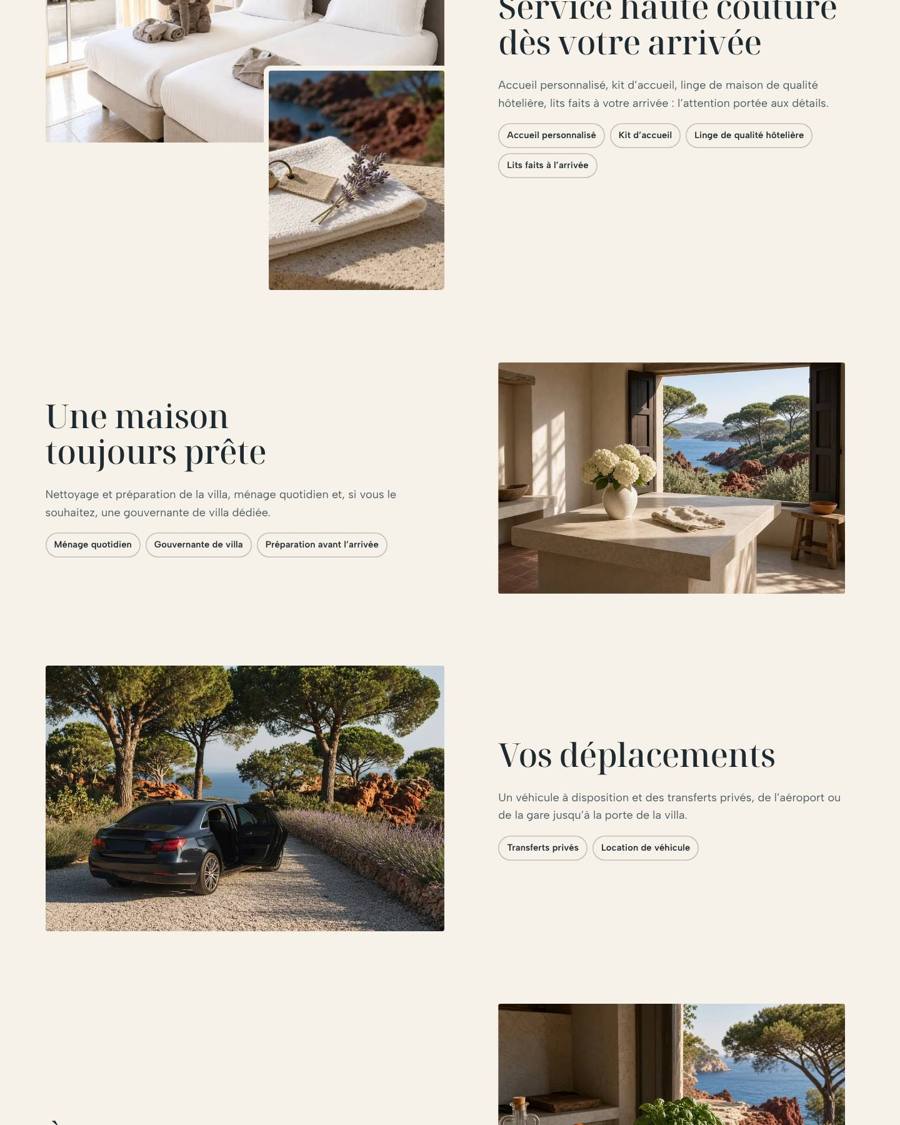 Service haute couture
dès votre arrivée
Accueil personnalisé, kit d’accueil, linge de maison de qualité
hôtelière, lits faits à votre arrivée : l’attention portée aux détails.
Accueil personnalisé
Kit d’accueil
Linge de qualité hôtelière
Lits faits à l’arrivée
Une maison
toujours prête
Nettoyage et préparation de la villa, ménage quotidien et, si vous le
souhaitez, une gouvernante de villa dédiée.
Ménage quotidien
Gouvernante de villa
Préparation avant l’arrivée
Vos déplacements
Un véhicule à disposition et des transferts privés, de l’aéroport ou
de la gare jusqu’à la porte de la villa.
Transferts privés
Location de véhicule